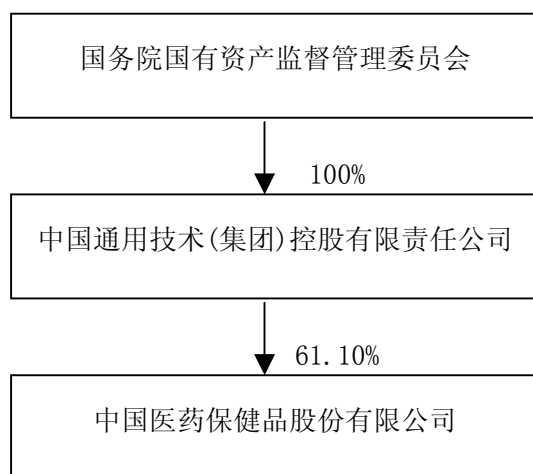 国务院国有资产监督管理委员会
100%
中国通用技术(集团)控股有限责任公司
61.10%
中国医药保健品股份有限公司